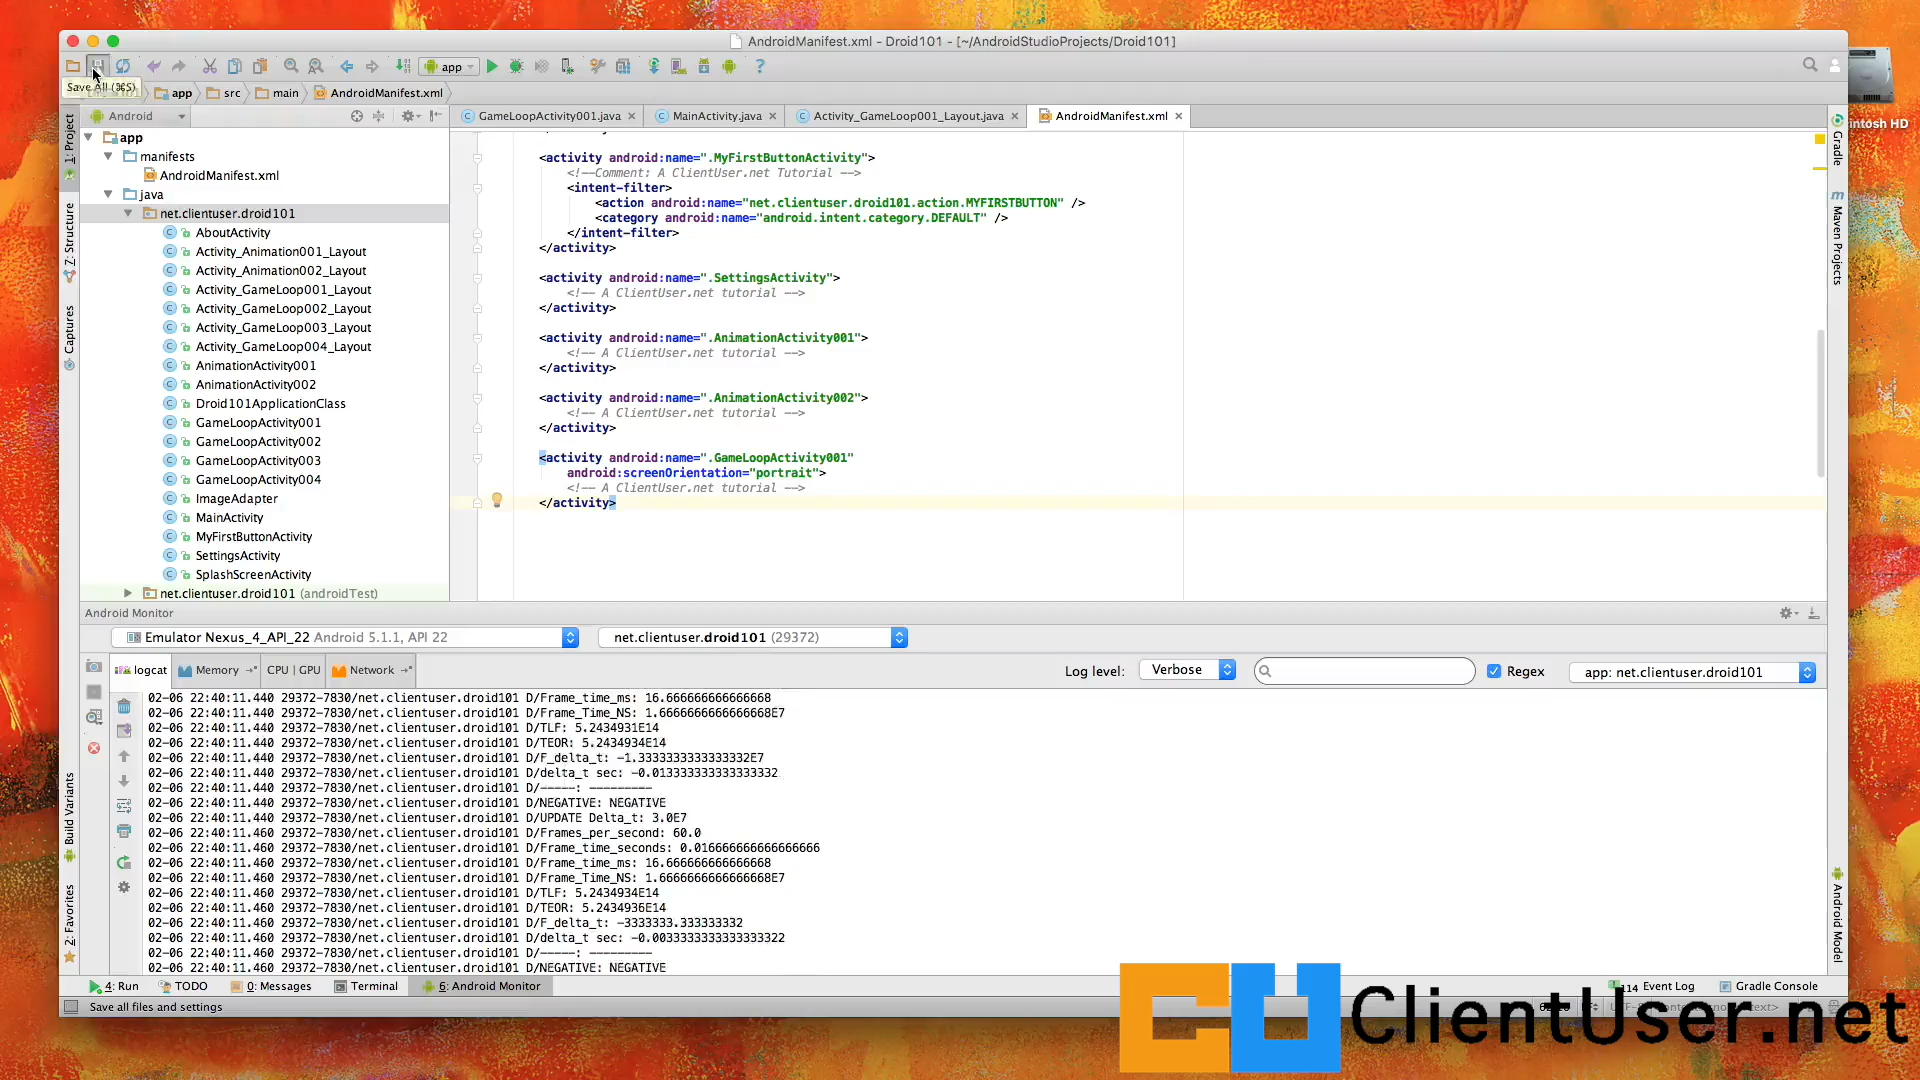 AndroidManifest.xml - Droid101 - [~/AndroidStudioProjects/Droid101]
app
Save All (⌘S)
app src main AndroidManifest.xml
intosh HD
Android
GameLoopActivity001.java MainActivity.java Activity_GameLoop001_Layout.java AndroidManifest.xml
1: Project
7: Structure
Captures
Build Variants
2: Favorites
app
manifests
AndroidManifest.xml
java
net.clientuser.droid101
AboutActivity
Activity_Animation001_Layout
Activity_Animation002_Layout
Activity_GameLoop001_Layout
Activity_GameLoop002_Layout
Activity_GameLoop003_Layout
Activity_GameLoop004_Layout
AnimationActivity001
AnimationActivity002
Droid101ApplicationClass
GameLoopActivity001
GameLoopActivity002
GameLoopActivity003
GameLoopActivity004
ImageAdapter
MainActivity
MyFirstButtonActivity
SettingsActivity
SplashScreenActivity
net.clientuser.droid101 (androidTest)
<activity android:name=".MyFirstButtonActivity">
<!--Comment: A ClientUser.net Tutorial -->
<intent-filter>
<action android:name="net.clientuser.droid101.action.MYFIRSTBUTTON" />
<category android:name="android.intent.category.DEFAULT" />
</intent-filter>
</activity>
<activity android:name=".SettingsActivity">
<!-- A ClientUser.net tutorial -->
</activity>
<activity android:name=".AnimationActivity001">
<!-- A ClientUser.net tutorial -->
</activity>
<activity android:name=".AnimationActivity002">
<!-- A ClientUser.net tutorial -->
</activity>
<activity android:name=".GameLoopActivity001"
android:screenOrientation="portrait">
<!-- A ClientUser.net tutorial -->
</activity>
Gradle
Maven Projects
Android Model
Android Monitor
Emulator Nexus_4_API_22 Android 5.1.1, API 22 net.clientuser.droid101 (29372)
logcat Memory CPU | GPU Network Log level: Verbose Regex app: net.clientuser.droid101
02-06 22:40:11.440 29372-7830/net.clientuser.droid101 D/Frame_time_ms: 16.666666666666668
02-06 22:40:11.440 29372-7830/net.clientuser.droid101 D/Frame_Time_NS: 1.6666666666666668E7
02-06 22:40:11.440 29372-7830/net.clientuser.droid101 D/TLF: 5.2434931E14
02-06 22:40:11.440 29372-7830/net.clientuser.droid101 D/TEOR: 5.2434934E14
02-06 22:40:11.440 29372-7830/net.clientuser.droid101 D/F_delta_t: -1.3333333333333332E7
02-06 22:40:11.440 29372-7830/net.clientuser.droid101 D/delta_t sec: -0.013333333333333332
02-06 22:40:11.440 29372-7830/net.clientuser.droid101 D/-----: ---------
02-06 22:40:11.440 29372-7830/net.clientuser.droid101 D/NEGATIVE: NEGATIVE
02-06 22:40:11.440 29372-7830/net.clientuser.droid101 D/UPDATE Delta_t: 3.0E7
02-06 22:40:11.460 29372-7830/net.clientuser.droid101 D/Frames_per_second: 60.0
02-06 22:40:11.460 29372-7830/net.clientuser.droid101 D/Frame_time_seconds: 0.016666666666666666
02-06 22:40:11.460 29372-7830/net.clientuser.droid101 D/Frame_time_ms: 16.666666666666668
02-06 22:40:11.460 29372-7830/net.clientuser.droid101 D/Frame_Time_NS: 1.6666666666666668E7
02-06 22:40:11.460 29372-7830/net.clientuser.droid101 D/TLF: 5.2434934E14
02-06 22:40:11.460 29372-7830/net.clientuser.droid101 D/TEOR: 5.2434936E14
02-06 22:40:11.460 29372-7830/net.clientuser.droid101 D/F_delta_t: -3333333.333333332
02-06 22:40:11.460 29372-7830/net.clientuser.droid101 D/delta_t sec: -0.0033333333333333322
02-06 22:40:11.460 29372-7830/net.clientuser.droid101 D/-----: ---------
02-06 22:40:11.460 29372-7830/net.clientuser.droid101 D/NEGATIVE: NEGATIVE
4: Run TODO 0: Messages Terminal 6: Android Monitor 114 Event Log Gradle Console
Save all files and settings
ClientUser.net